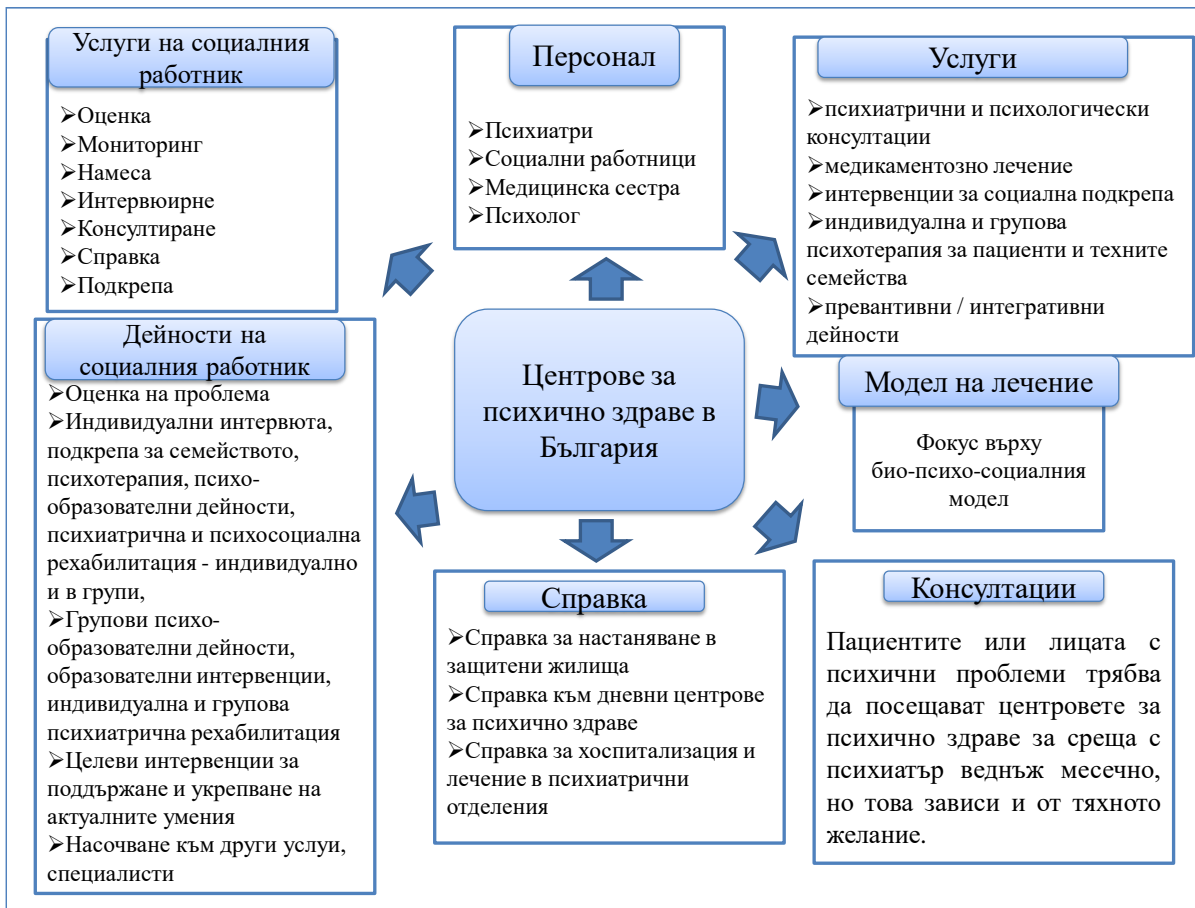 Услуги на социалния
работник
➢Оценка
➢Мониторинг
➢Намеса
➢Интервюирне
➢Консултиране
➢Справка
➢Подкрепа
Персонал
➢Психиатри
➢Социални работници
➢Медицинска сестра
➢Психолог
Услуги
➢психиатрични и психологически
консултации
➢медикаментозно лечение
➢интервенции за социална подкрепа
➢индивидуална и групова
психотерапия за пациенти и техните
семейства
➢превантивни / интегративни
дейности
Дейности на
социалния работник
➢Оценка на проблема
➢Индивидуални интервюта,
подкрепа за семейството,
психотерапия, психо-
образователни дейности,
психиатрична и психосоциална
рехабилитация - индивидуално
и в групи,
➢Групови психо-
образователни дейности,
образователни интервенции,
индивидуална и групова
психиатрична рехабилитация
➢Целеви интервенции за
поддържане и укрепване на
актуалните умения
➢Насочване към други услуи,
специалисти
Центрове за
психично здраве в
България
Модел на лечение
Фокус върху
био-психо-социалния
модел
Справка
➢Справка за настаняване в
защитени жилища
➢Справка към дневни центрове
за психично здраве
➢Справка за хоспитализация и
лечение в психиатрични
отделения
Консултации
Пациентите или лицата с
психични проблеми трябва
да посещават центровете за
психично здраве за среща с
психиатър веднъж месечно,
но това зависи и от тяхното
желание.